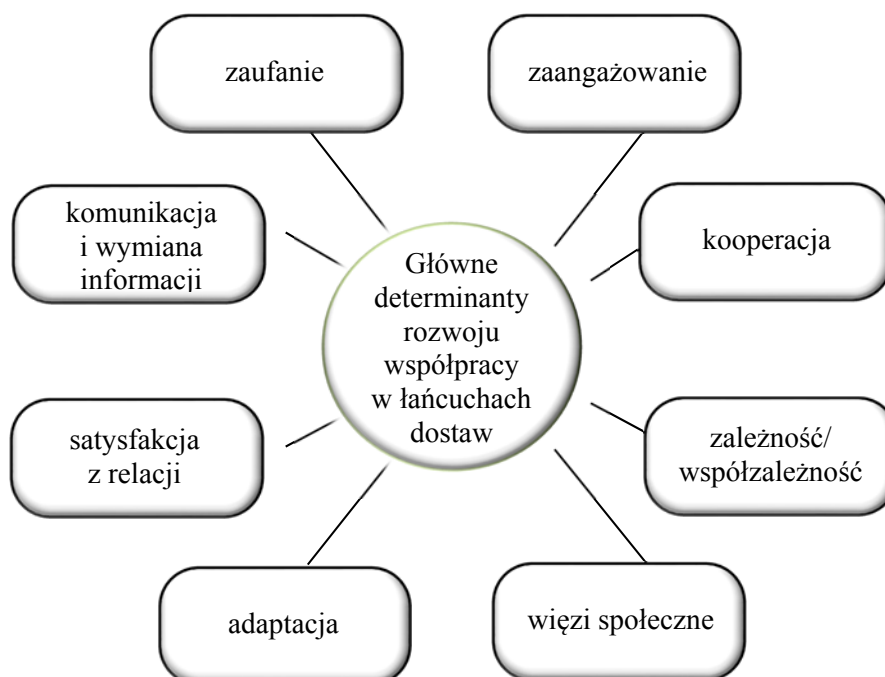 zaufanie
zaangażowanie
komunikacja
i wymiana
informacji
kooperacja
Główne
determinanty
rozwoju
współpracy
w łańcuchach
dostaw
satysfakcja
z relacji
zależność/
współzależność
adaptacja
więzi społeczne